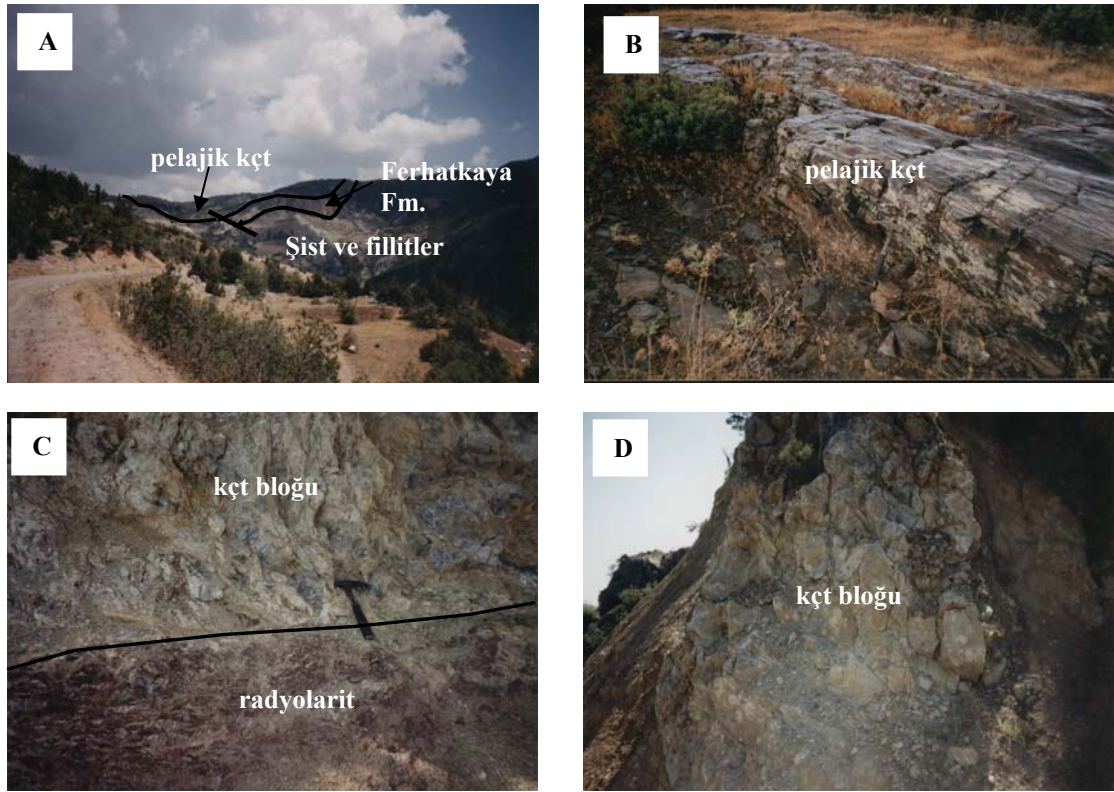 A
pelajik kçt
Ferhatkaya
Fm.
Şist ve fillitler
B
pelajik kçt
C
kçt bloğu
radyolarit
D
kçt bloğu